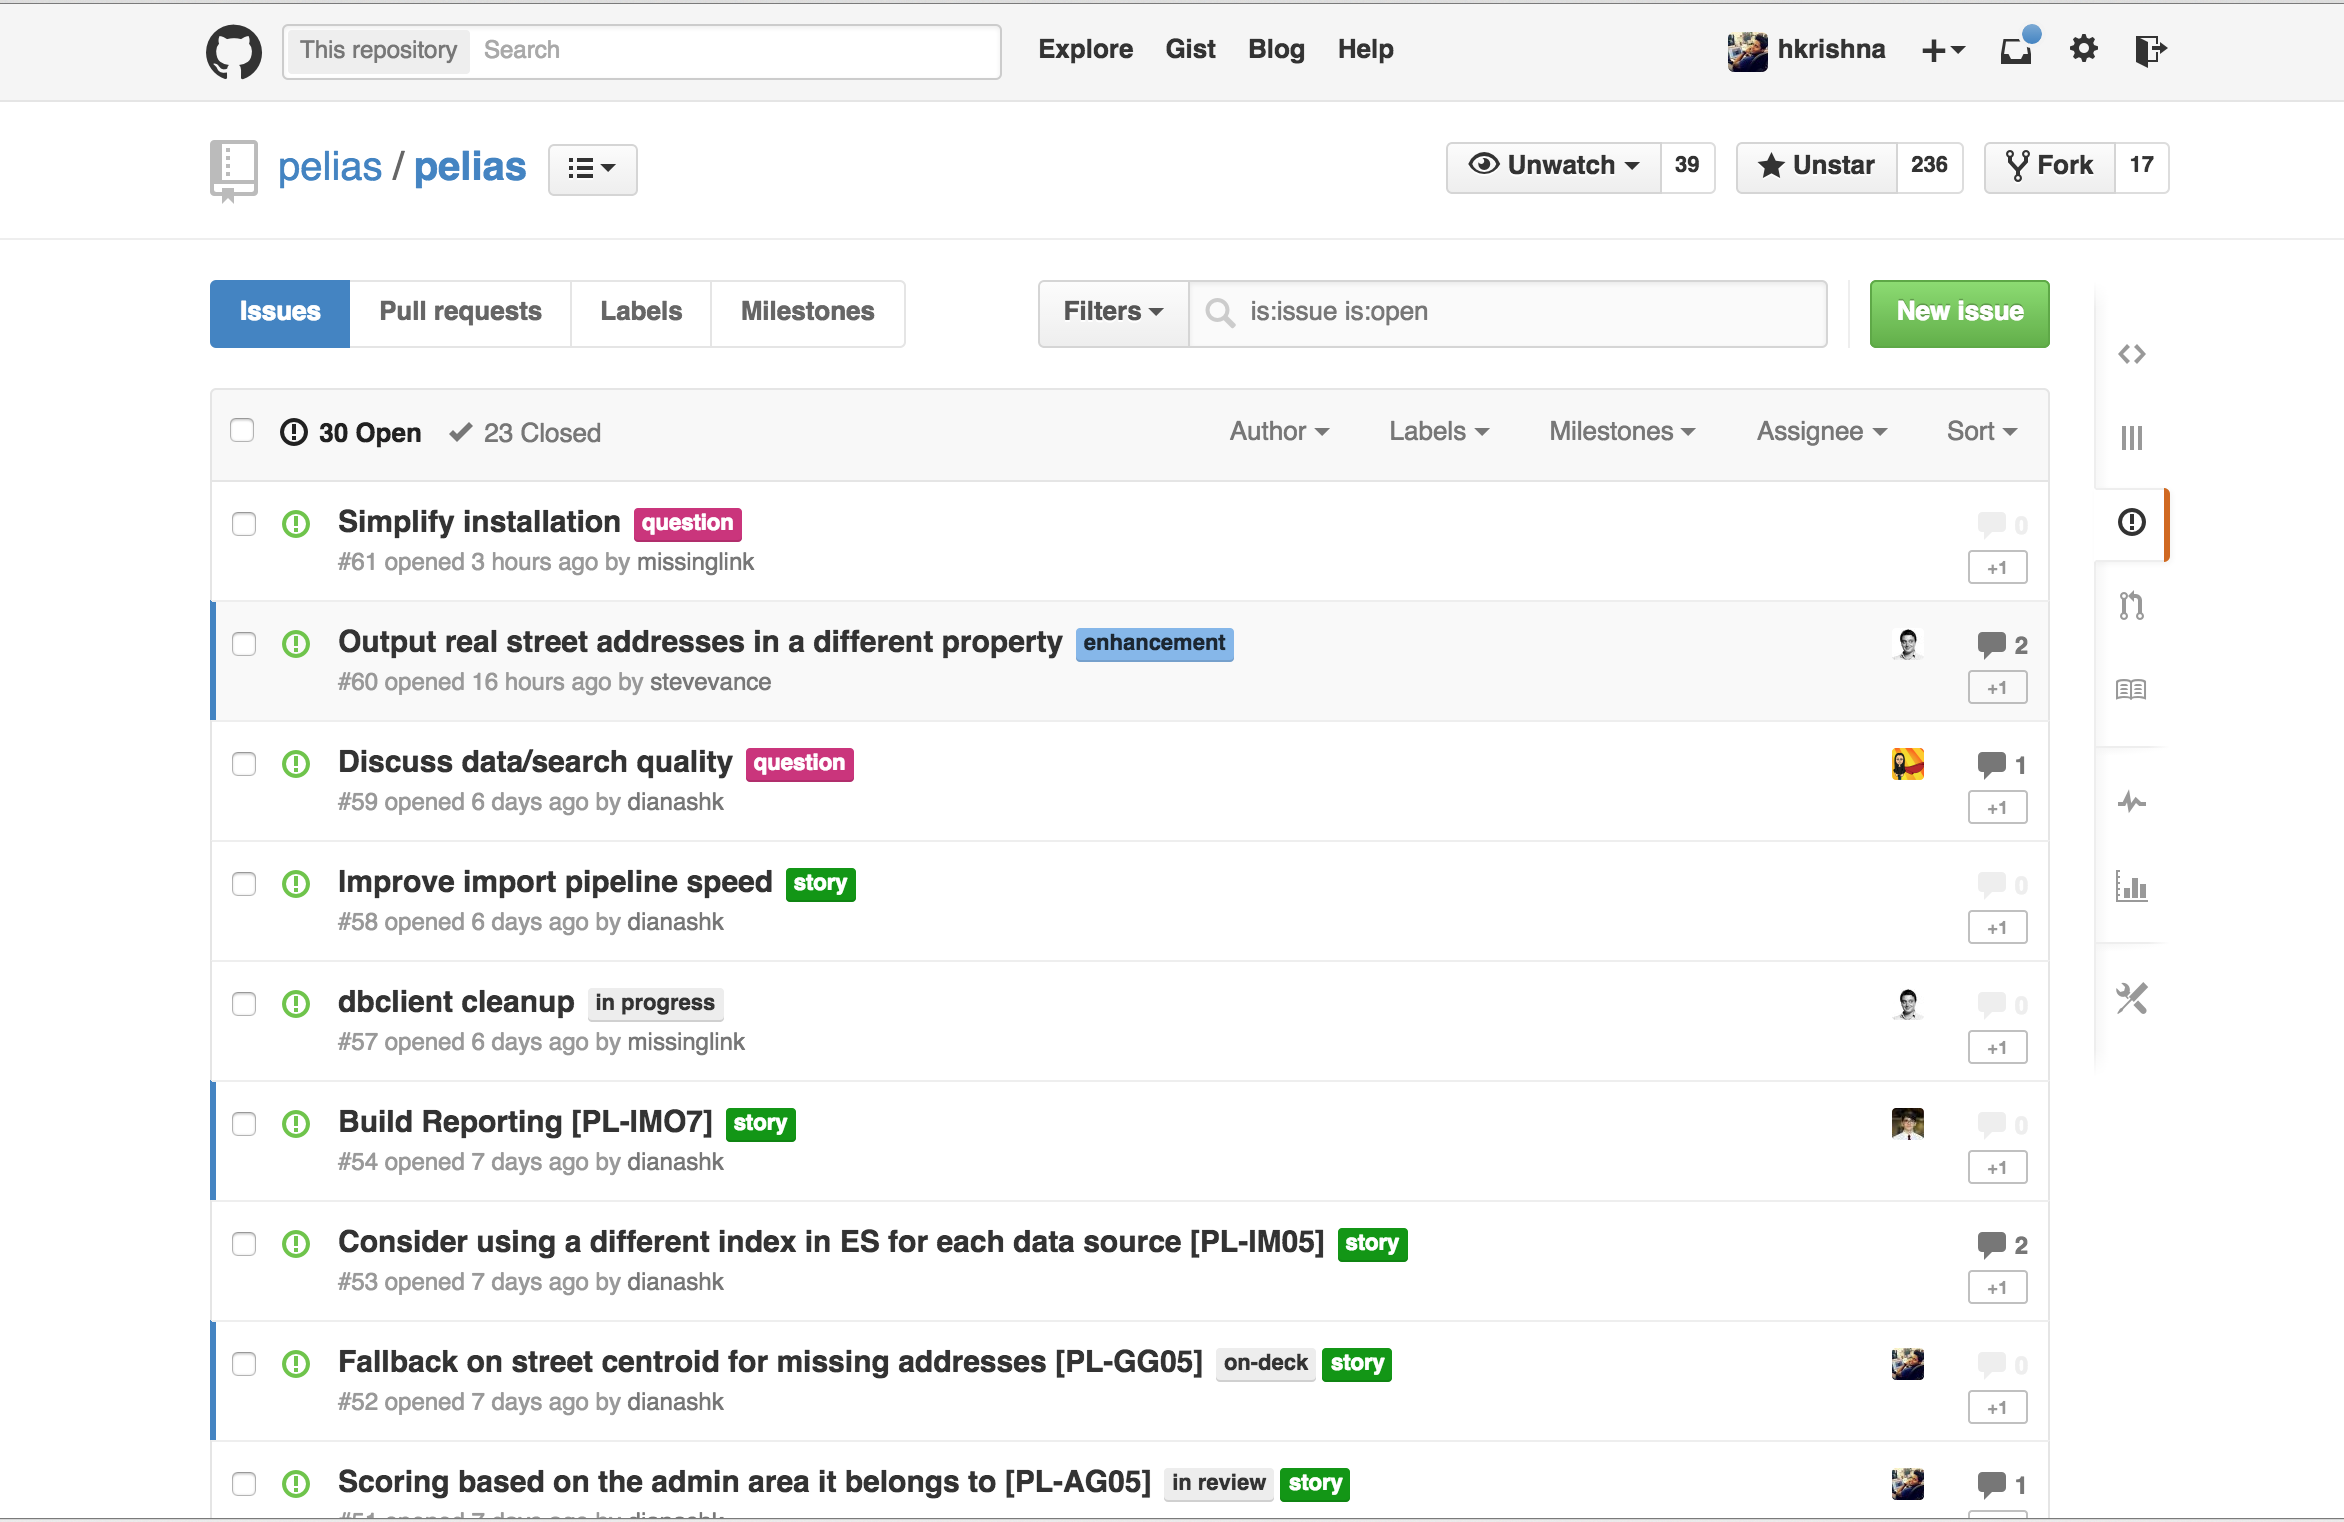 This repository Search Explore Gist Blog Help hkrishna
pelias / pelias Unwatch 39 Unstar 236 Fork 17
Issues Pull requests Labels Milestones Filters is:issue is:open New issue
30 Open 23 Closed Author Labels Milestones Assignee Sort
Simplify installation question 0
#61 opened 3 hours ago by missinglink +1
Output real street addresses in a different property enhancement 2
#60 opened 16 hours ago by stevevance +1
Discuss data/search quality question 1
#59 opened 6 days ago by dianashk +1
Improve import pipeline speed story 0
#58 opened 6 days ago by dianashk +1
dbclient cleanup in progress 0
#57 opened 6 days ago by missinglink +1
Build Reporting [PL-IMO7] story 0
#54 opened 7 days ago by dianashk +1
Consider using a different index in ES for each data source [PL-IM05] story 2
#53 opened 7 days ago by dianashk +1
Fallback on street centroid for missing addresses [PL-GG05] on-deck story 0
#52 opened 7 days ago by dianashk +1
Scoring based on the admin area it belongs to [PL-AG05] in review story 1
#51 opened 7 days ago by dianashk